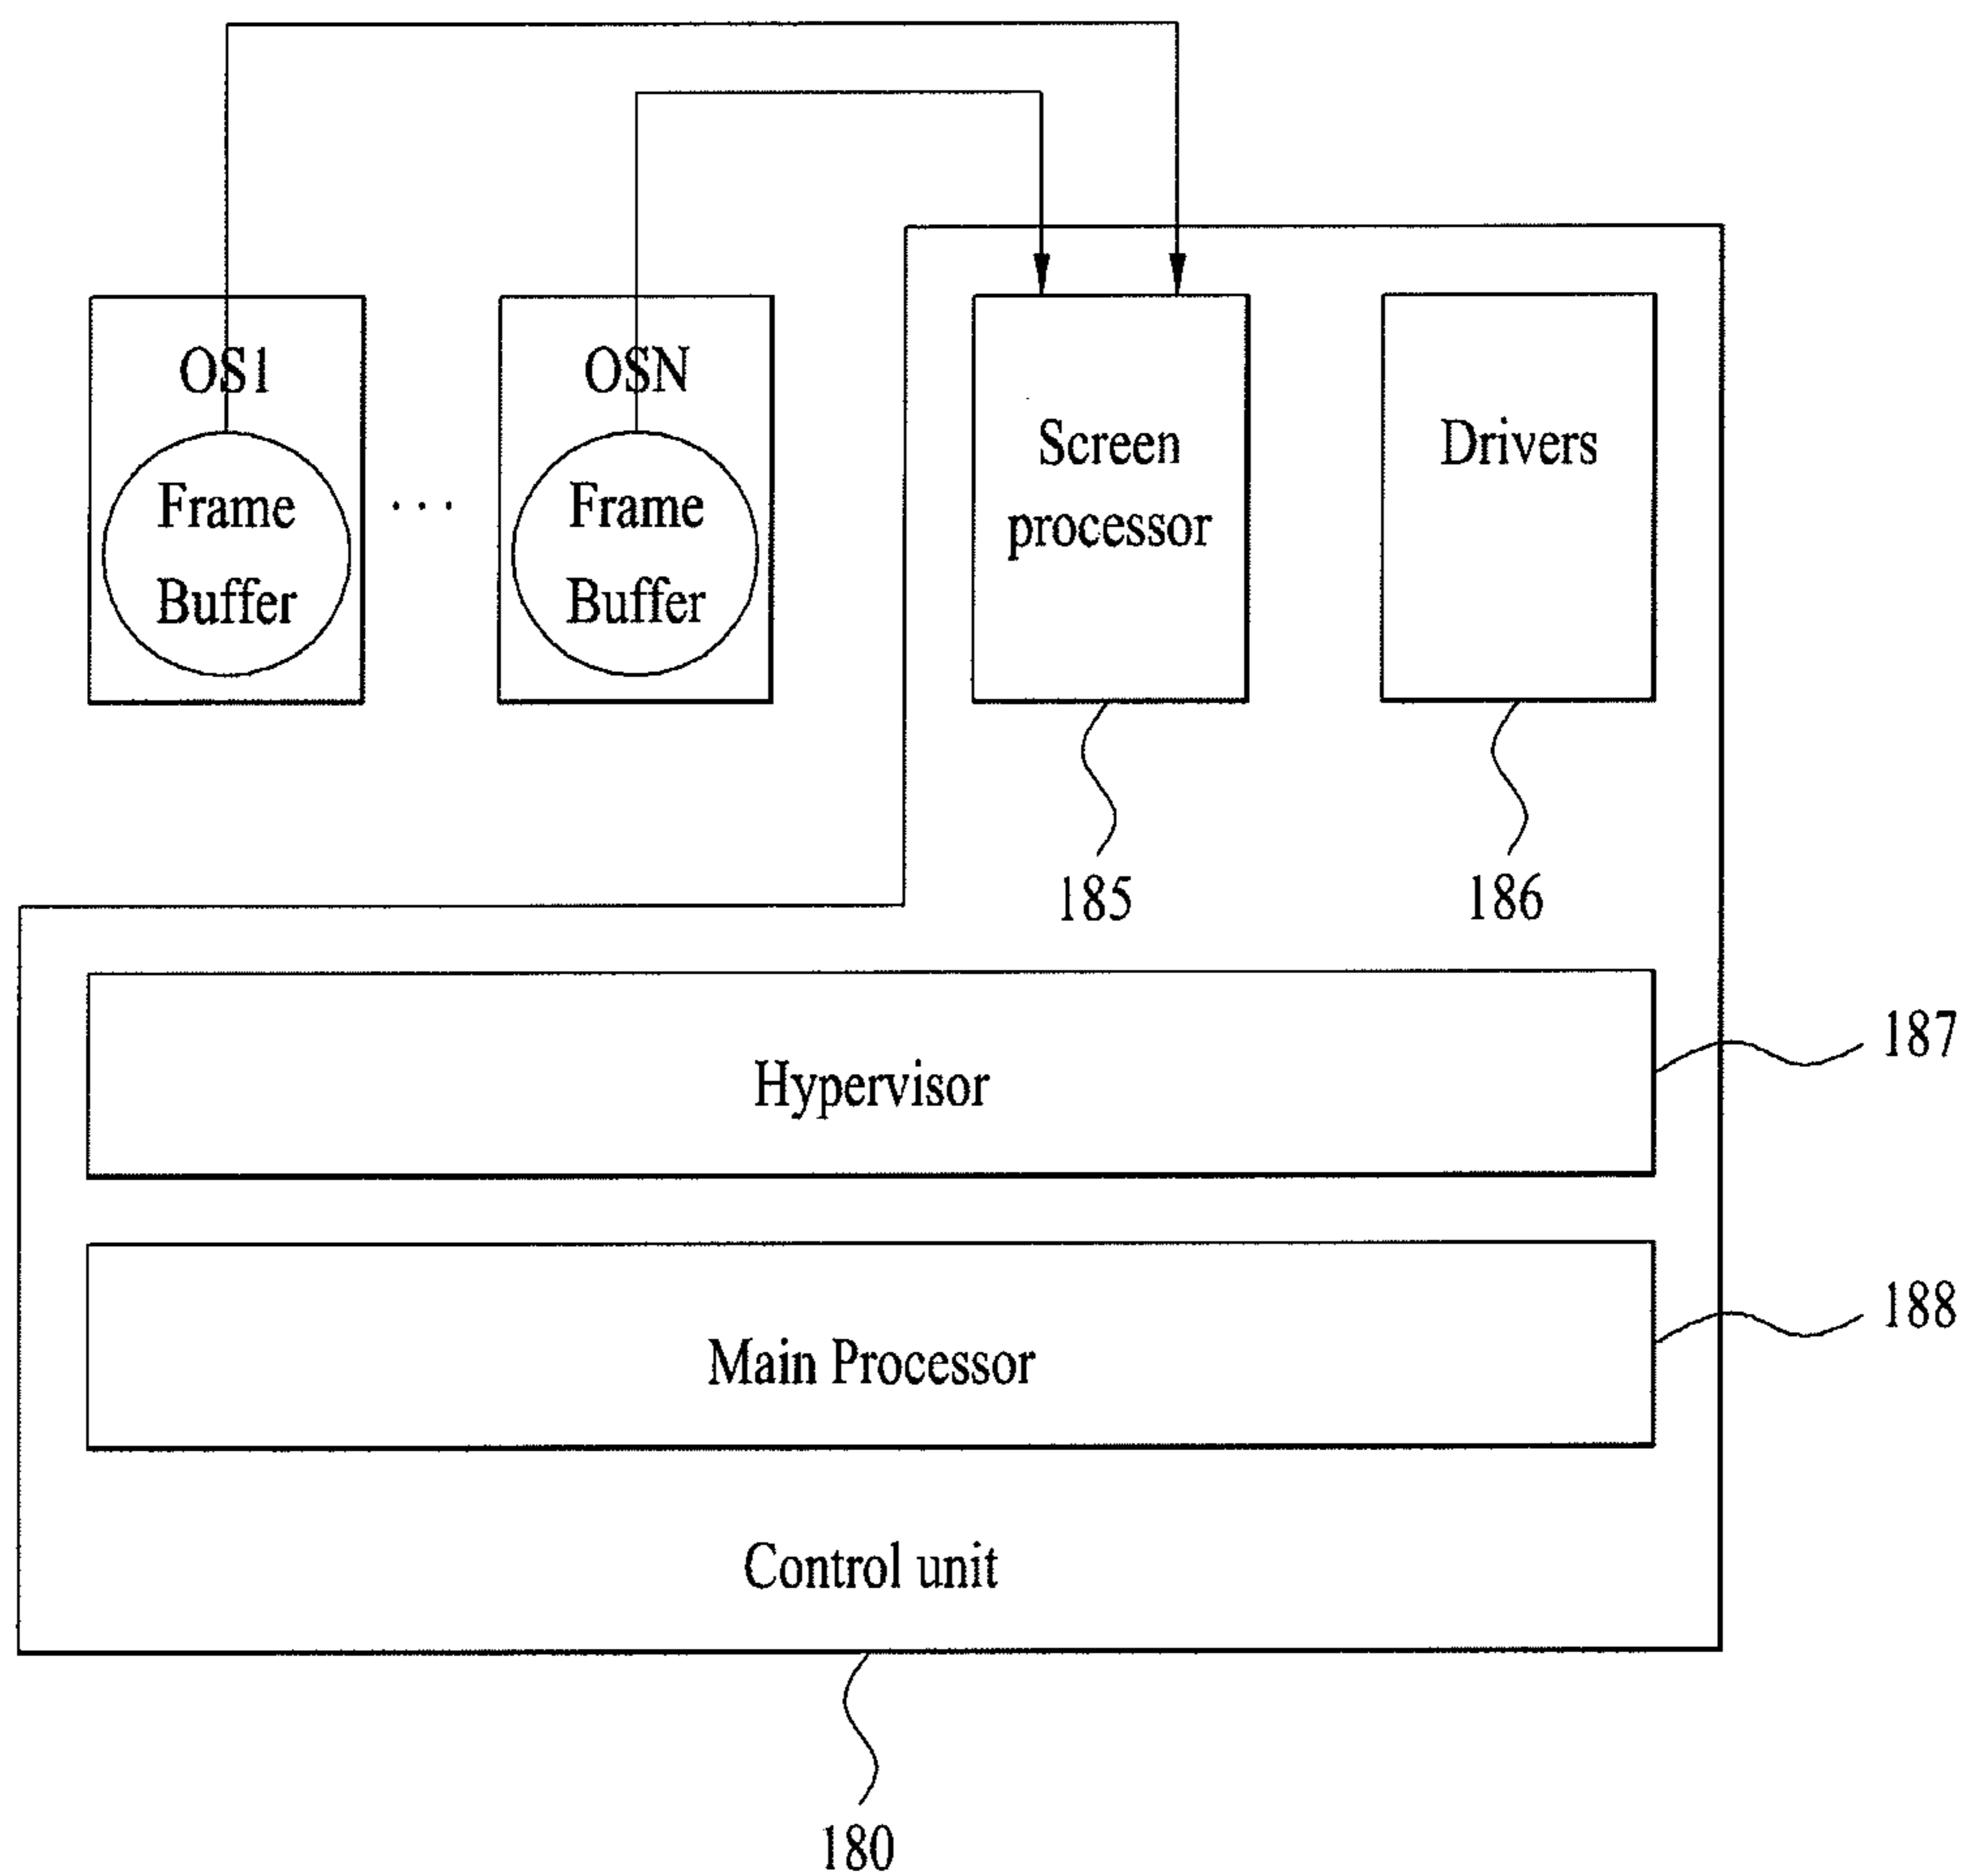 OS1
Frame
Buffer
...
OSN
Frame
Buffer
Screen
processor
Drivers
185
186
Hypervisor
187
Main Processor
188
Control unit
180